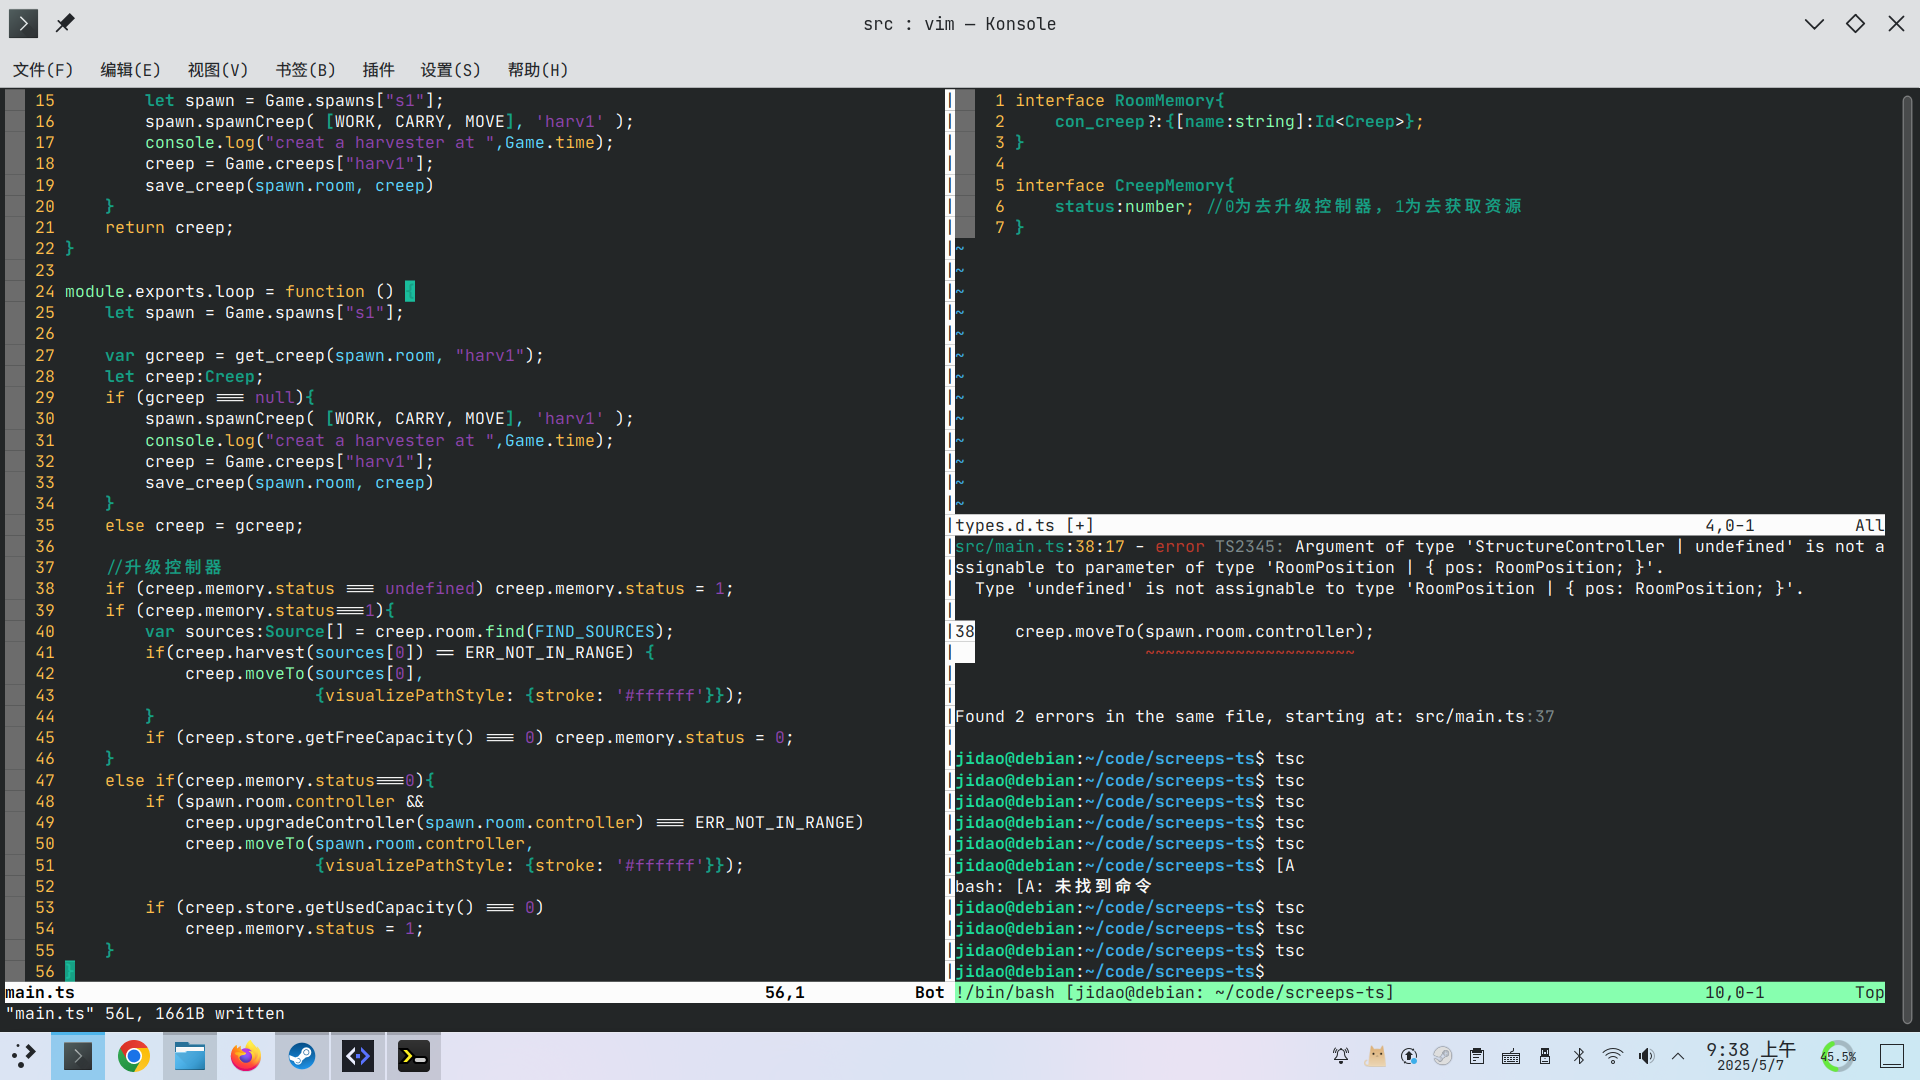 src : vim — Konsole
文件(F) 编辑(E) 视图(V) 书签(B) 插件 设置(S) 帮助(H)
15         let spawn = Game.spawns["s1"];
16         spawn.spawnCreep( [WORK, CARRY, MOVE], 'harv1' );
17         console.log("creat a harvester at ",Game.time);
18         creep = Game.creeps["harv1"];
19         save_creep(spawn.room, creep)
20     }
21     return creep;
22 }
23
24 module.exports.loop = function () {
25     let spawn = Game.spawns["s1"];
26
27     var gcreep = get_creep(spawn.room, "harv1");
28     let creep:Creep;
29     if (gcreep === null){
30         spawn.spawnCreep( [WORK, CARRY, MOVE], 'harv1' );
31         console.log("creat a harvester at ",Game.time);
32         creep = Game.creeps["harv1"];
33         save_creep(spawn.room, creep)
34     }
35     else creep = gcreep;
36
37     //升级控制器
38     if (creep.memory.status === undefined) creep.memory.status = 1;
39     if (creep.memory.status===1){
40         var sources:Source[] = creep.room.find(FIND_SOURCES);
41         if(creep.harvest(sources[0]) == ERR_NOT_IN_RANGE) {
42             creep.moveTo(sources[0],
43                          {visualizePathStyle: {stroke: '#ffffff'}});
44         }
45         if (creep.store.getFreeCapacity() === 0) creep.memory.status = 0;
46     }
47     else if(creep.memory.status===0){
48         if (spawn.room.controller &&
49             creep.upgradeController(spawn.room.controller) === ERR_NOT_IN_RANGE)
50             creep.moveTo(spawn.room.controller,
51                          {visualizePathStyle: {stroke: '#ffffff'}});
52
53         if (creep.store.getUsedCapacity() === 0)
54             creep.memory.status = 1;
55     }
56 }
main.ts 56,1 Bot
"main.ts" 56L, 1661B written
1 interface RoomMemory{
2     con_creep?:{[name:string]:Id<Creep>};
3 }
4
5 interface CreepMemory{
6     status:number; //0为去升级控制器，1为去获取资源
7 }
~
~
~
~
~
~
~
~
~
~
~
~
~
types.d.ts [+] 4,0-1 All
src/main.ts:38:17 - error TS2345: Argument of type 'StructureController | undefined' is not a
ssignable to parameter of type 'RoomPosition | { pos: RoomPosition; }'.
  Type 'undefined' is not assignable to type 'RoomPosition | { pos: RoomPosition; }'.
38    creep.moveTo(spawn.room.controller);
~~~~~~~~~~~~~~~~~~~~~
Found 2 errors in the same file, starting at: src/main.ts:37
jidao@debian:~/code/screeps-ts$ tsc
jidao@debian:~/code/screeps-ts$ tsc
jidao@debian:~/code/screeps-ts$ tsc
jidao@debian:~/code/screeps-ts$ tsc
jidao@debian:~/code/screeps-ts$ tsc
jidao@debian:~/code/screeps-ts$ [A
bash: [A: 未找到命令
jidao@debian:~/code/screeps-ts$ tsc
jidao@debian:~/code/screeps-ts$ tsc
jidao@debian:~/code/screeps-ts$ tsc
jidao@debian:~/code/screeps-ts$
!/bin/bash [jidao@debian: ~/code/screeps-ts] 10,0-1 Top
9:38 上午
2025/5/7
45.5%